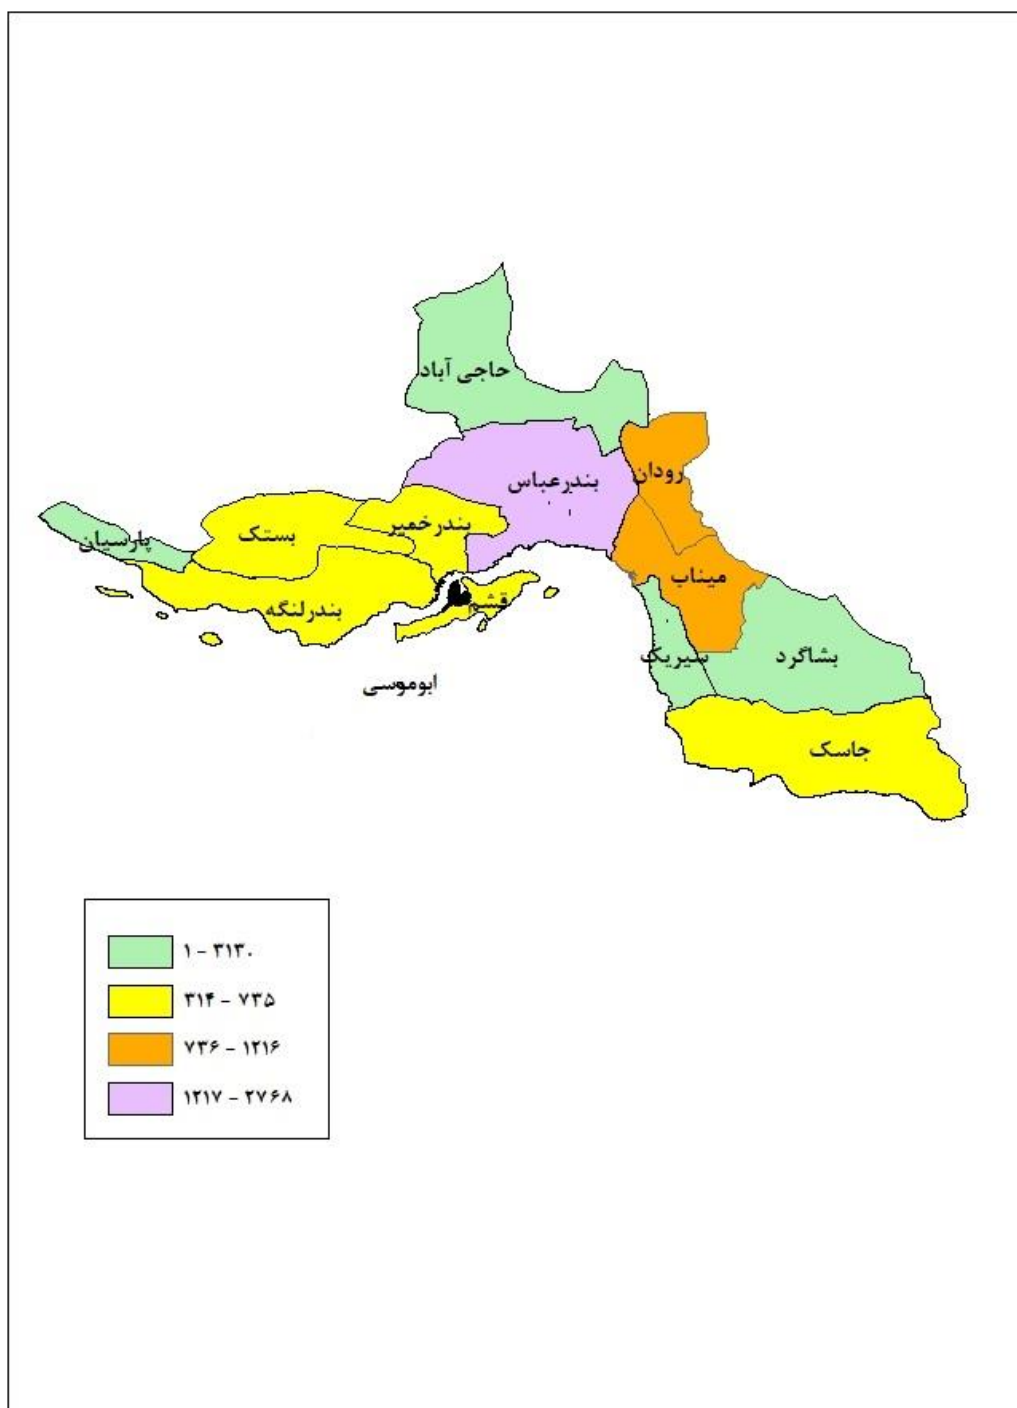 حاجی آباد
رودان
بندرعباس
بندرخمیر
بستک
پارسیان
میناب
قشم
بندرلنگه
سیریک
بشاگرد
ابوموسی
جاسک
۱ - ۳۱۳۰
۳۱۴ - ۷۳۵
۷۳۶ - ۱۲۱۶
۱۲۱۷ - ۲۷۶۸